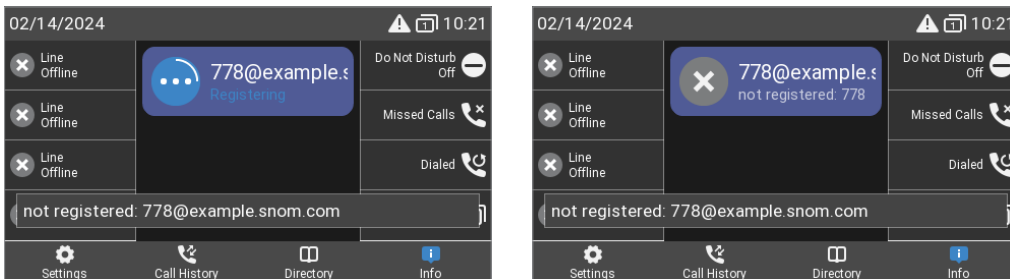 02/14/2024 1 10:21
Line
Offline
Line
Offline
Line
Offline
778@example.s
Registering
Do Not Disturb
Off
Missed Calls
Dialed
not registered: 778@example.snom.com
Settings Call History Directory Info
02/14/2024 1 10:21
Line
Offline
Line
Offline
Line
Offline
778@example.s
not registered: 778
Do Not Disturb
Off
Missed Calls
Dialed
not registered: 778@example.snom.com
Settings Call History Directory Info